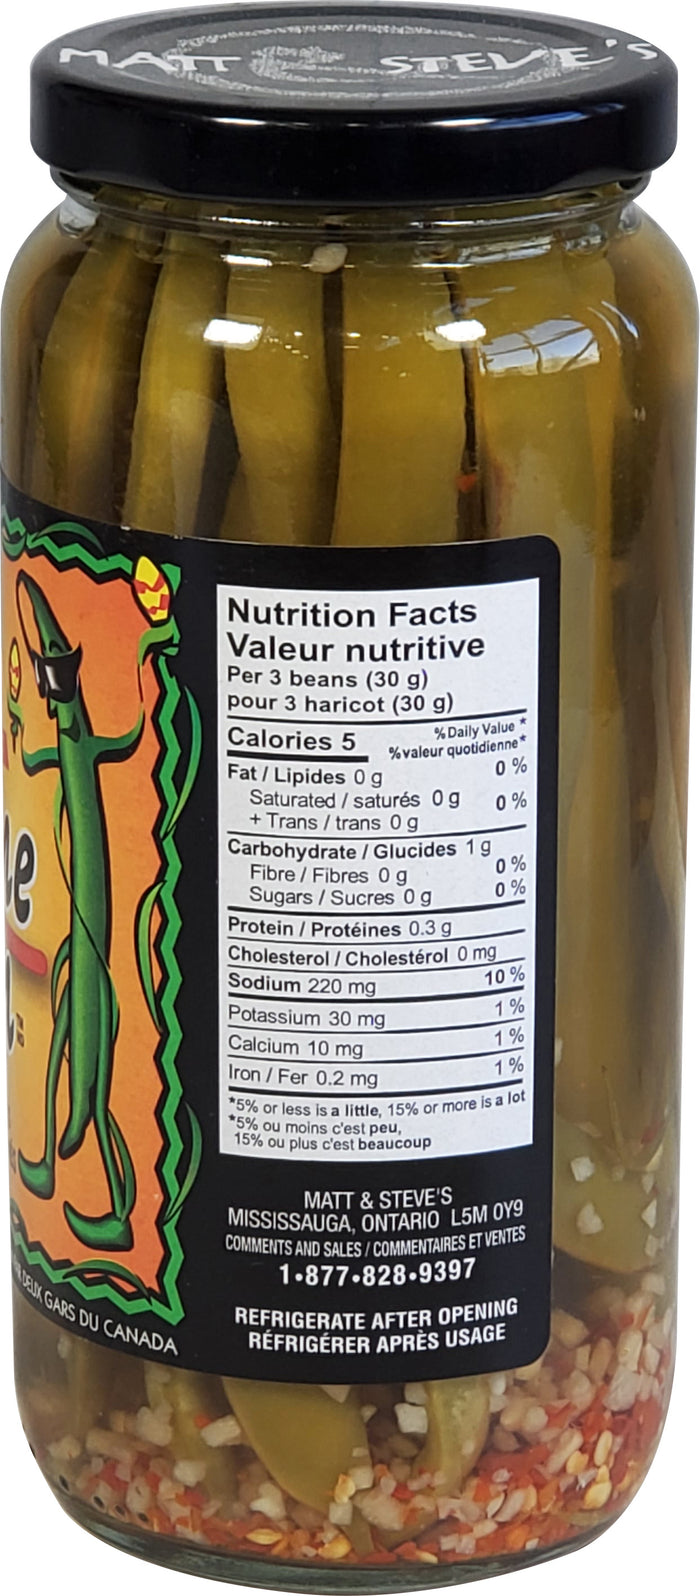 MATT & STEVE'S
Nutrition Facts
Valeur nutritive
Per 3 beans (30 g)
pour 3 haricot (30 g)
Calories 5
% Daily Value *
% valeur quotidienne*
Fat / Lipides 0 g 0 %
Saturated / saturés 0 g 0 %
+ Trans / trans 0 g
Carbohydrate / Glucides 1 g
Fibre / Fibres 0 g 0 %
Sugars / Sucres 0 g 0 %
Protein / Protéines 0.3 g
Cholesterol / Cholestérol 0 mg
Sodium 220 mg 10 %
Potassium 30 mg 1 %
Calcium 10 mg 1 %
Iron / Fer 0.2 mg 1 %
*5% or less is a little, 15% or more is a lot
*5% ou moins c'est peu,
15% ou plus c'est beaucoup
MATT & STEVE'S
MISSISSAUGA, ONTARIO L5M 0Y9
COMMENTS AND SALES / COMMENTAIRES ET VENTES
1•877•828•9397
REFRIGERATE AFTER OPENING
RÉFRIGÉRER APRÈS USAGE
DEUX GARS DU CANADA